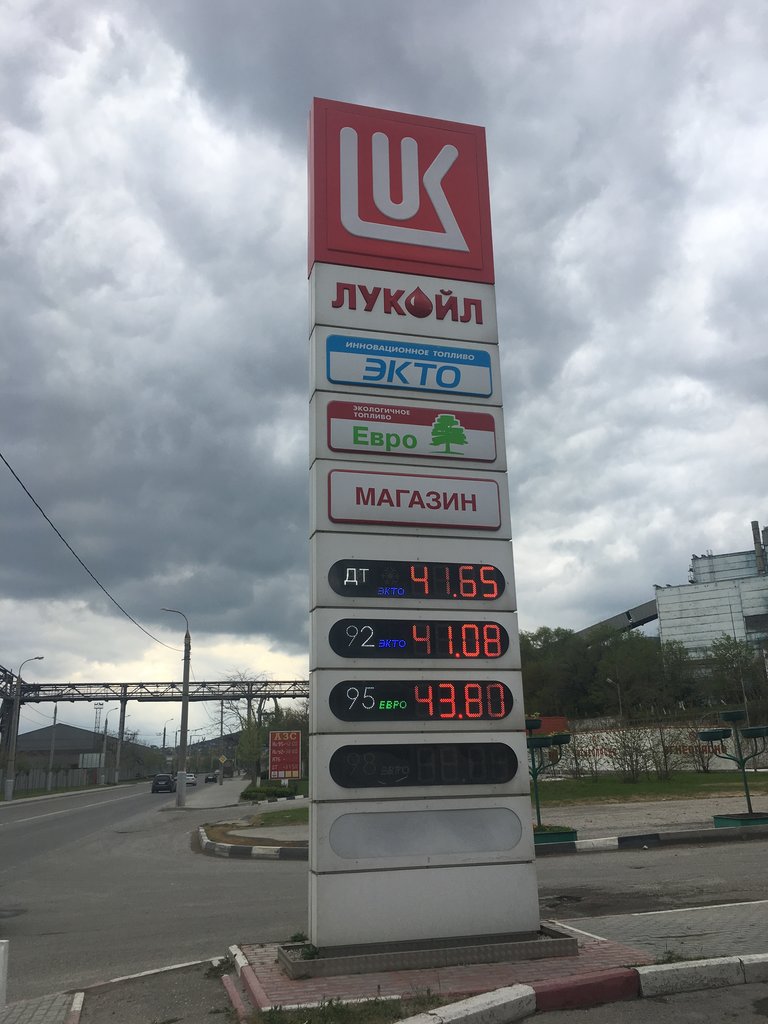 LUK
ЛУКОЙЛ
ИННОВАЦИОННОЕ ТОПЛИВО
ЭКТО
ЭКОЛОГИЧНОЕ
ТОПЛИВО
Евро
МАГАЗИН
ДТ ЭКТО 41.65
92 ЭКТО 41.08
95 ЕВРО 43.80
98
АЗС